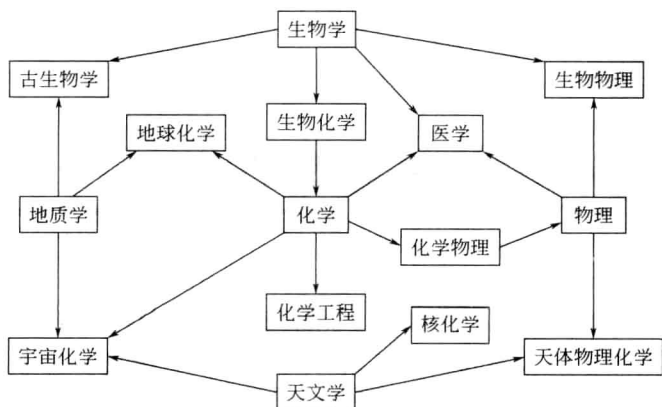 生物学
古生物学
生物物理
地球化学
生物化学
医学
地质学
化学
物理
化学物理
化学工程
核化学
宇宙化学
天文学
天体物理化学